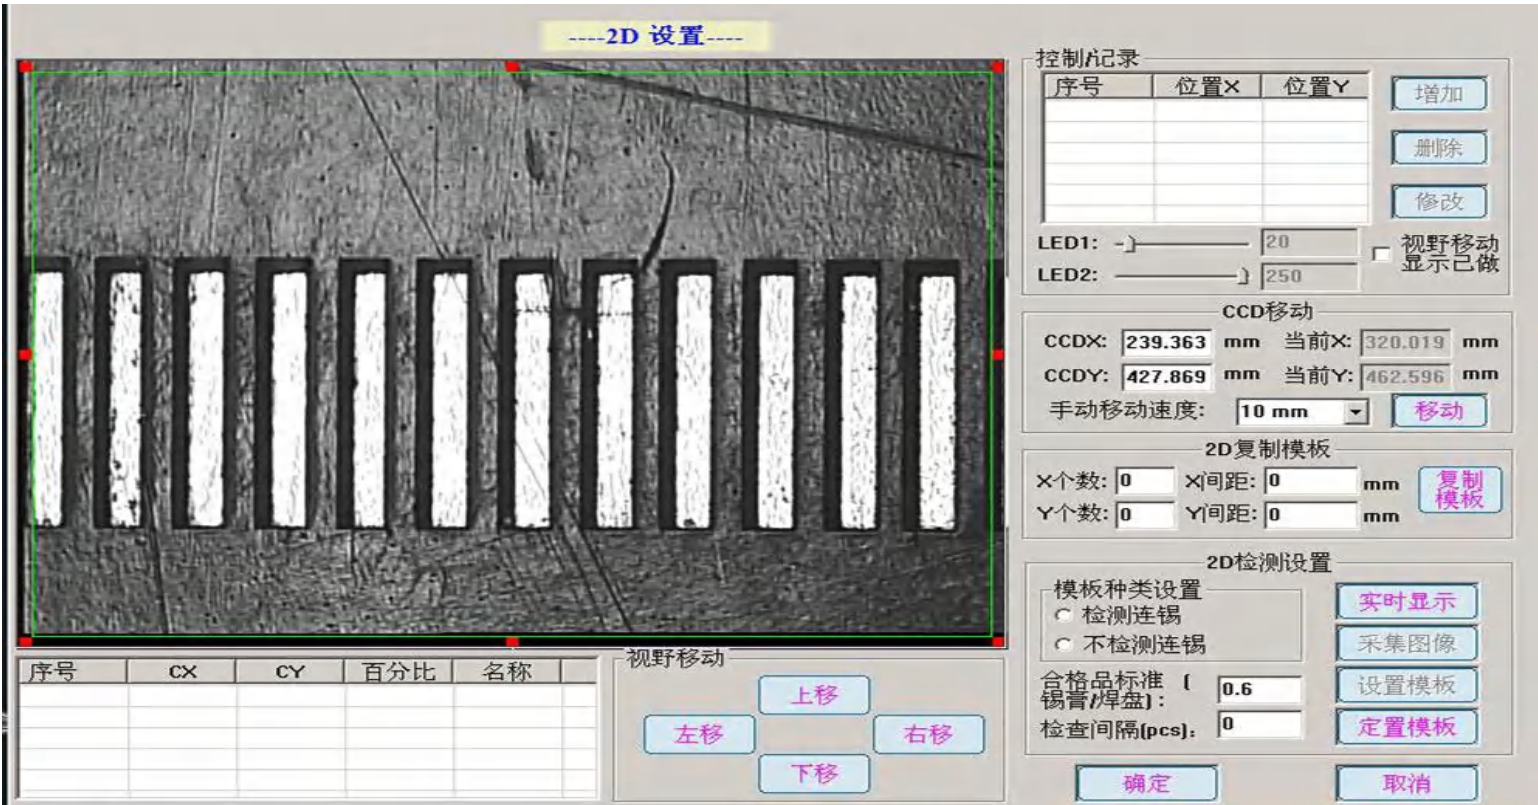 ----2D 设置----
控制/记录
序号 位置X 位置Y
增加
删除
修改
LED1: 20
LED2: 250
视野移动
显示已做
CCD移动
CCDX: 239.363 mm 当前X: 320.019 mm
CCDY: 427.869 mm 当前Y: 462.596 mm
手动移动速度: 10 mm 移动
2D复制模板
X个数: 0 X间距: 0 mm
Y个数: 0 Y间距: 0 mm
复制
模板
2D检测设置
模板种类设置
检测连锡
不检测连锡
实时显示
采集图像
设置模板
定置模板
合格品标准 (
锡膏/焊盘) : 0.6
检查间隔(pcs): 0
确定 取消
序号 CX CY 百分比 名称
视野移动
上移
左移 右移
下移